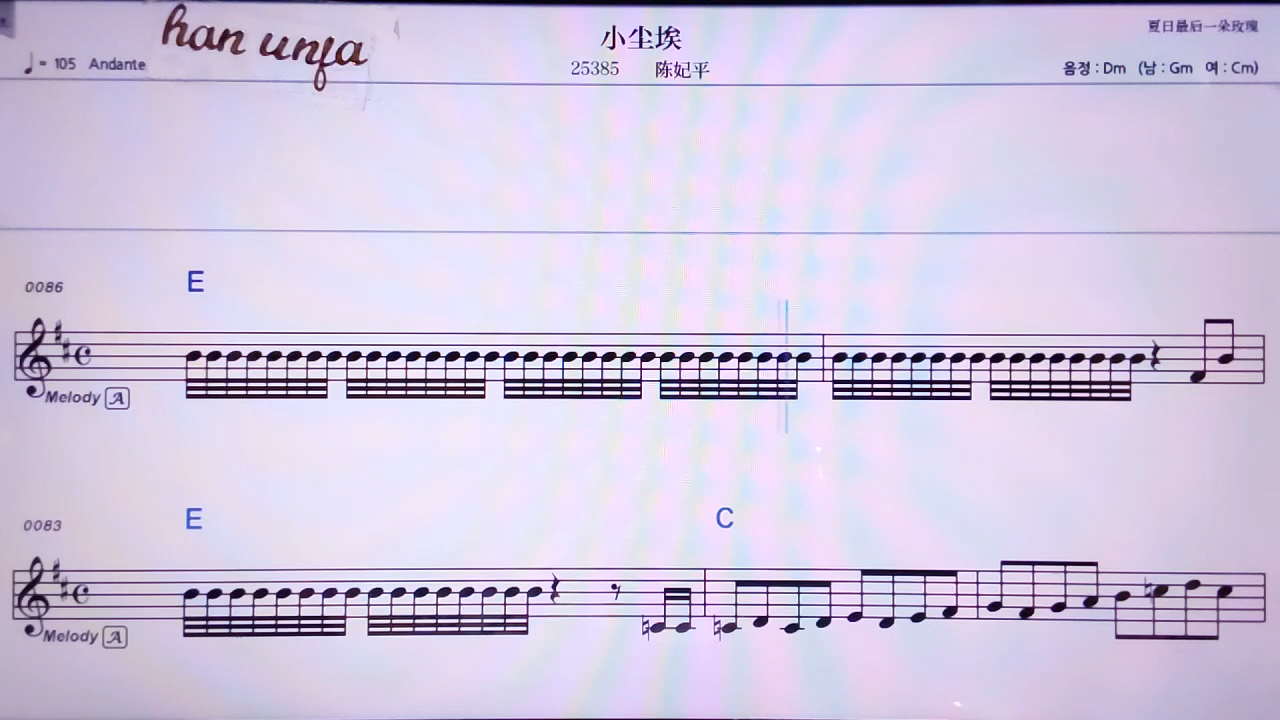 han unfa
小尘埃
夏日最后一朵玫瑰
♩= 105 Andante
25385 陈妃平
음정 : Dm (남 : Gm 여 : Cm)
0086
E
Melody A
0083
E C
Melody A